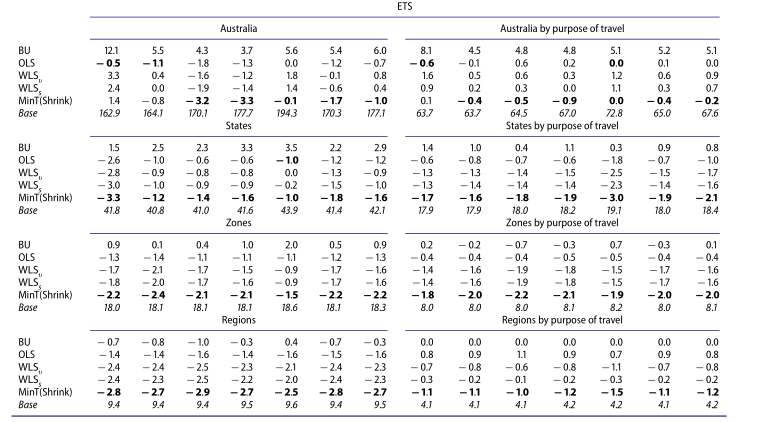 ETS
Australia Australia by purpose of travel
BU 12.1 5.5 4.3 3.7 5.6 5.4 6.0 8.1 4.5 4.8 4.8 5.1 5.2 5.1
OLS − 0.5 − 1.1 − 1.8 − 1.3 0.0 − 1.2 − 0.7 − 0.6 − 0.1 0.6 0.2 0.0 0.1 0.0
WLSᵥ 3.3 0.4 − 1.6 − 1.2 1.8 − 0.1 0.8 1.6 0.5 0.6 0.3 1.2 0.6 0.9
WLSₛ 2.4 0.0 − 1.9 − 1.4 1.4 − 0.6 0.4 0.9 0.2 0.3 0.0 1.1 0.3 0.7
MinT(Shrink) 1.4 − 0.8 − 3.2 − 3.3 − 0.1 − 1.7 − 1.0 0.1 − 0.4 − 0.5 − 0.9 0.0 − 0.4 − 0.2
Base 162.9 164.1 170.1 177.7 194.3 170.3 177.1 63.7 63.7 64.5 67.0 72.8 65.0 67.6
States States by purpose of travel
BU 1.5 2.5 2.3 3.3 3.5 2.2 2.9 1.4 1.0 0.4 1.1 0.3 0.9 0.8
OLS − 2.6 − 1.0 − 0.6 − 0.6 − 1.0 − 1.2 − 1.2 − 0.6 − 0.8 − 0.7 − 0.6 − 1.8 − 0.7 − 1.0
WLSᵥ − 2.8 − 0.9 − 0.8 − 0.8 0.0 − 1.3 − 0.9 − 1.3 − 1.3 − 1.4 − 1.5 − 2.5 − 1.5 − 1.7
WLSₛ − 3.0 − 1.0 − 0.9 − 0.9 − 0.2 − 1.5 − 1.0 − 1.3 − 1.4 − 1.4 − 1.4 − 2.3 − 1.4 − 1.6
MinT(Shrink) − 3.3 − 1.2 − 1.4 − 1.6 − 1.0 − 1.8 − 1.6 − 1.7 − 1.6 − 1.8 − 1.9 − 3.0 − 1.9 − 2.1
Base 41.8 40.8 41.0 41.6 43.9 41.4 42.1 17.9 17.9 18.0 18.2 19.1 18.0 18.4
Zones Zones by purpose of travel
BU 0.9 0.1 0.4 1.0 2.0 0.5 0.9 0.2 − 0.2 − 0.7 − 0.3 0.7 − 0.3 0.1
OLS − 1.3 − 1.4 − 1.1 − 1.1 − 1.1 − 1.2 − 1.3 − 0.4 − 0.4 − 0.4 − 0.5 − 0.5 − 0.4 − 0.4
WLSᵥ − 1.7 − 2.1 − 1.7 − 1.5 − 0.9 − 1.7 − 1.6 − 1.4 − 1.6 − 1.9 − 1.8 − 1.5 − 1.7 − 1.6
WLSₛ − 1.8 − 2.0 − 1.7 − 1.6 − 0.9 − 1.7 − 1.6 − 1.4 − 1.6 − 1.9 − 1.8 − 1.5 − 1.7 − 1.6
MinT(Shrink) − 2.2 − 2.4 − 2.1 − 2.1 − 1.5 − 2.2 − 2.2 − 1.8 − 2.0 − 2.2 − 2.1 − 1.9 − 2.0 − 2.0
Base 18.0 18.1 18.1 18.1 18.6 18.1 18.3 8.0 8.0 8.0 8.1 8.2 8.0 8.1
Regions Regions by purpose of travel
BU − 0.7 − 0.8 − 1.0 − 0.3 0.4 − 0.7 − 0.3 0.0 0.0 0.0 0.0 0.0 0.0 0.0
OLS − 1.4 − 1.4 − 1.6 − 1.4 − 1.6 − 1.5 − 1.6 0.8 0.9 1.1 0.9 0.7 0.9 0.8
WLSᵥ − 2.4 − 2.4 − 2.5 − 2.3 − 2.1 − 2.4 − 2.3 − 0.7 − 0.8 − 0.6 − 0.8 − 1.1 − 0.7 − 0.8
WLSₛ − 2.4 − 2.3 − 2.5 − 2.2 − 2.0 − 2.4 − 2.3 − 0.3 − 0.2 − 0.1 − 0.2 − 0.3 − 0.2 − 0.2
MinT(Shrink) − 2.8 − 2.7 − 2.9 − 2.7 − 2.5 − 2.8 − 2.7 − 1.1 − 1.1 − 1.0 − 1.2 − 1.5 − 1.1 − 1.2
Base 9.4 9.4 9.4 9.5 9.6 9.4 9.5 4.1 4.1 4.1 4.2 4.2 4.1 4.2